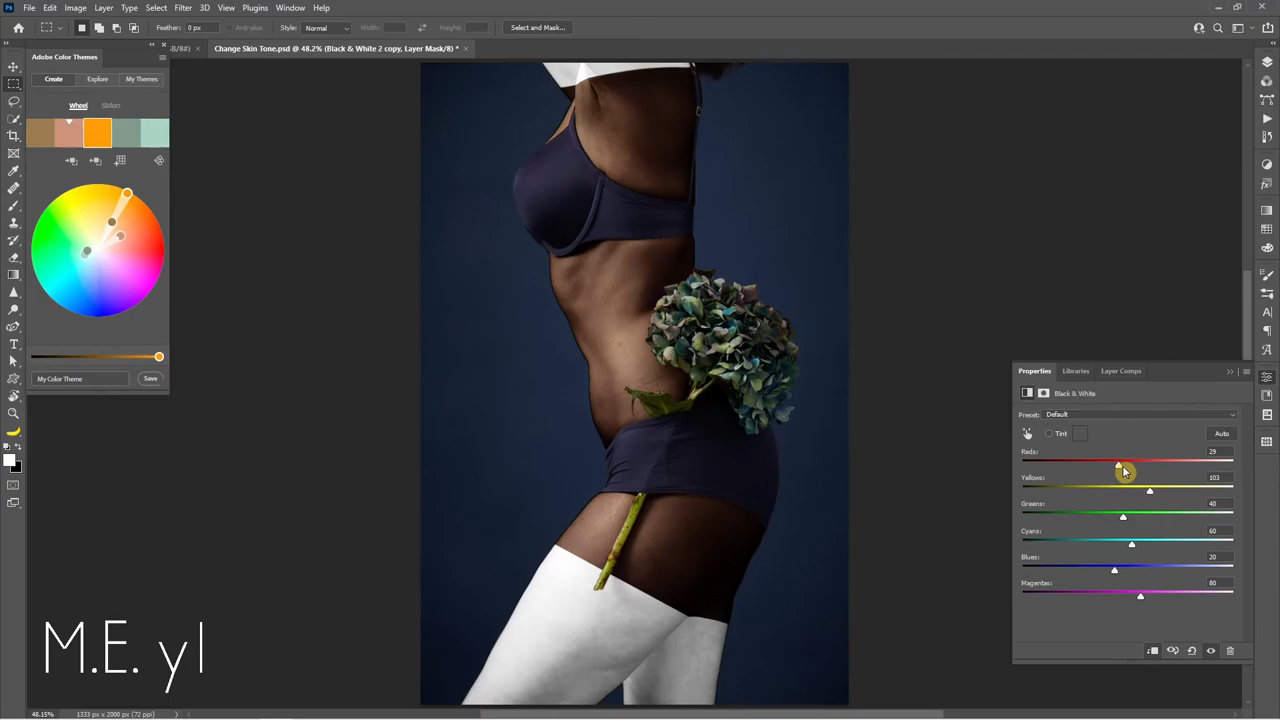 Ps File Edit Image Layer Type Select Filter 3D View Plugins Window Help
Feather: 0 px Anti-alias Style: Normal Width: Height: Select and Mask...
Change Skin Tone.psd @ 48.2% (Black & White 2 copy, Layer Mask/8) *
Adobe Color Themes
Create Explore My Themes
Wheel Sliders
My Color Theme Save
Properties Libraries Layer Comps
Black & White
Preset: Default
Tint Auto
Reds: 29
Yellows: 103
Greens: 40
Cyans: 60
Blues: 20
Magentas: 80
M.E. yl
48.15% 1333 px x 2000 px (72 ppi)